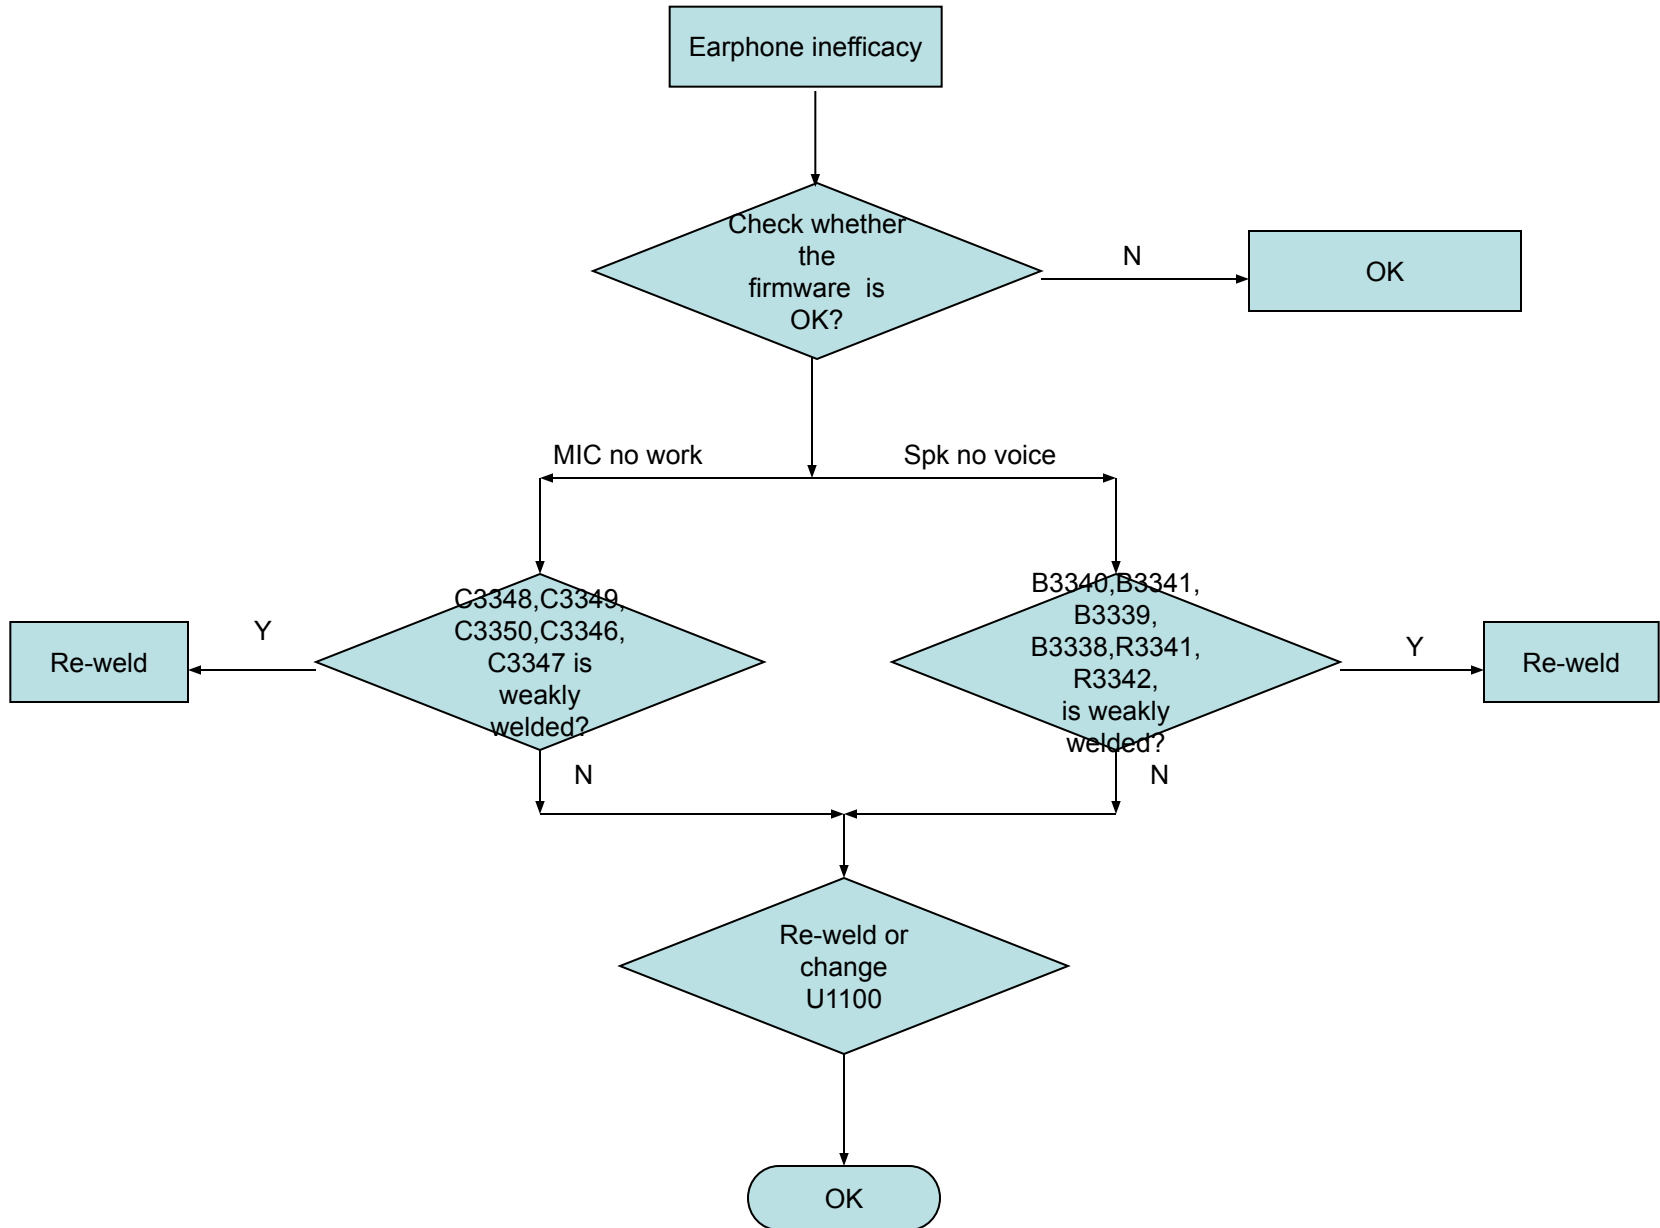 Earphone inefficacy
Check whether
the
firmware  is
OK?
N
OK
MIC no work
Spk no voice
C3348,C3349,
C3350,C3346,
C3347 is
weakly
welded?
B3340,B3341,
B3339,
B3338,R3341,
R3342,
is weakly
welded?
Y
Re-weld
Y
Re-weld
N
N
Re-weld or
change
U1100
OK